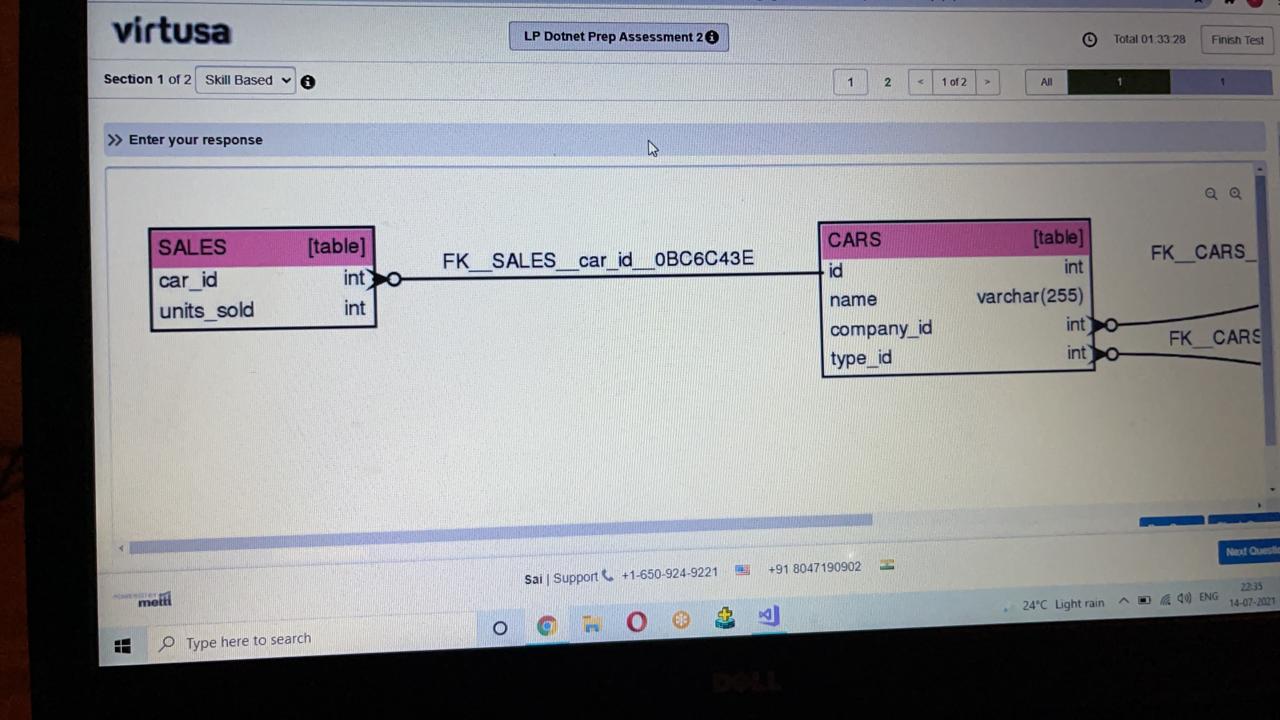 virtusa
LP Dotnet Prep Assessment 2
Total 01:33:28
Finish Test
Section 1 of 2 Skill Based
1 2 < 1 of 2 > All 1 1
>> Enter your response
SALES [table]
car_id int
units_sold int
FK__SALES__car_id__0BC6C43E
CARS [table]
id int
name varchar(255)
company_id int
type_id int
FK__CARS_
FK__CARS
Next Questi
Sai | Support +1-650-924-9221 +91 8047190902
POWERED BY
mettl
Type here to search
24°C Light rain ENG
22:35
14-07-2021
DELL